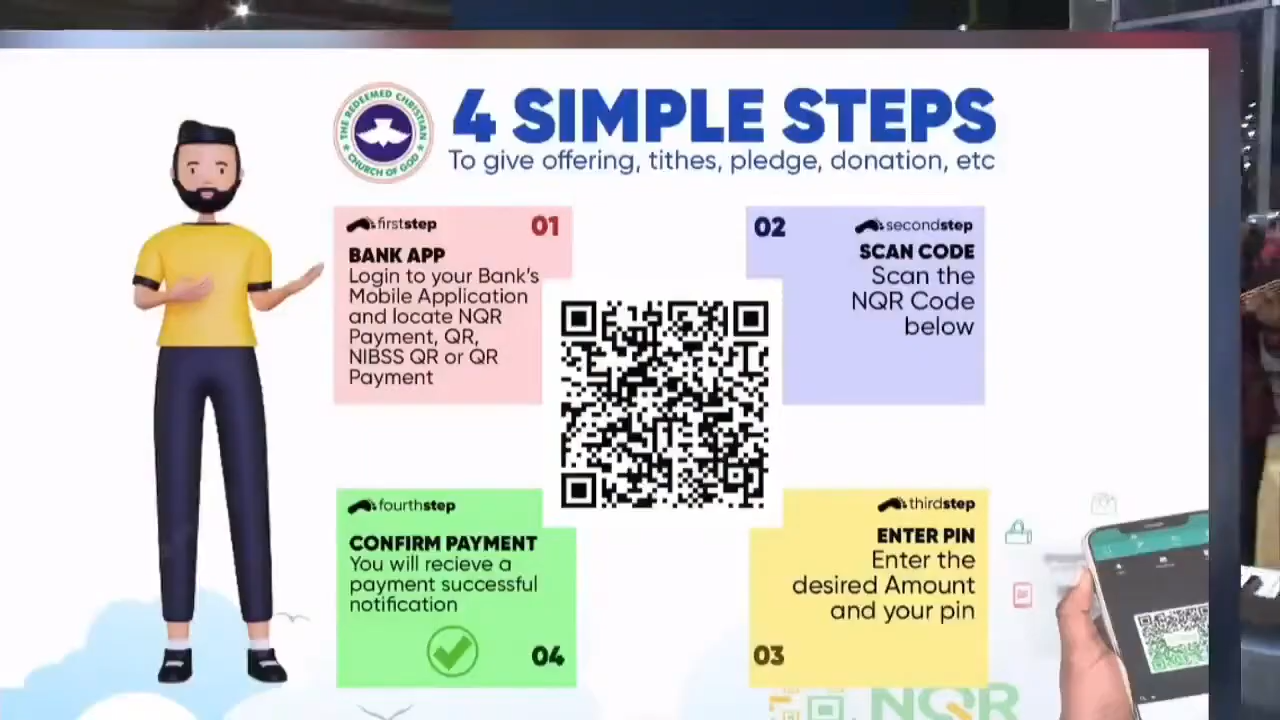 THE REDEEMED CHRISTIAN
CHURCH OF GOD
4 SIMPLE STEPS
To give offering, tithes, pledge, donation, etc
firststep
01
BANK APP
Login to your Bank's
Mobile Application
and locate NQR
Payment, QR,
NIBSS QR or QR
Payment
02
secondstep
SCAN CODE
Scan the
NQR Code
below
thirdstep
ENTER PIN
Enter the
desired Amount
and your pin
03
fourthstep
CONFIRM PAYMENT
You will recieve a
payment successful
notification
04
NQR